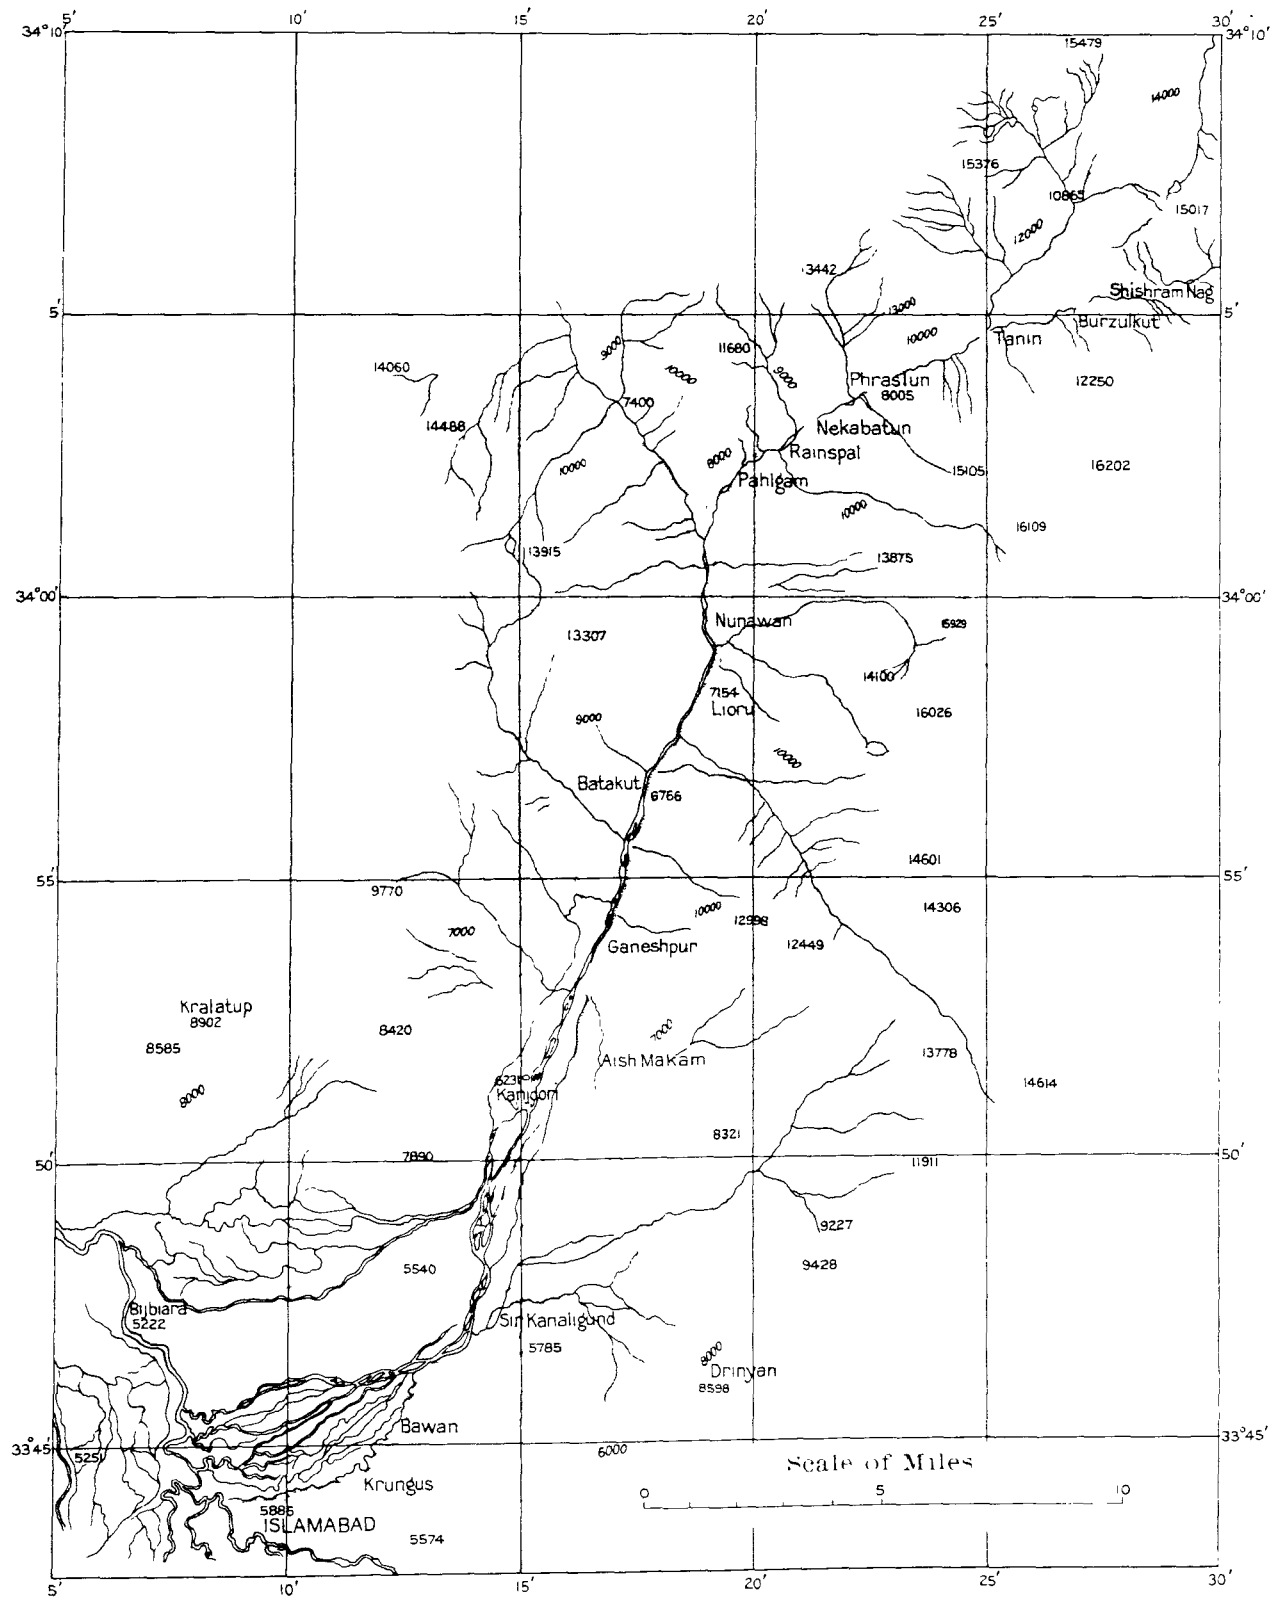 5′ 10′ 15′ 20′ 25′ 30′
34°10′ 34°10′
15479
14000
15376
10865
15017
12000
13442
Shishram Nag
5′ 13000 5′
Burzulkut
10000 Tanin
9000 11680
14060 10000 9000
Phraslun 12250
8005
7400
14488 Nekabatun
Rainspal
10000 8000 16202
15105
Pahlgam
10000
16109
13915 13875
34°00′ 34°00′
Nunawan 15929
13307
14100
7154
Lioru 16026
9000
10000
Batakut
6766
14601
55′ 55′
9770
10000 12998 14306
7000
Ganeshpur 12449
Kralatup
8902
8420 7000
8585 13778
Aish Makam
6231
14614
8000 Kanjgori
8321
7890 11911
50′ 50′
9227
5540 9428
Bijbiara
5222
Sir Kanaligund
5785
8000
Drinyan
8598
Bawan
33°45′ 33°45′
5251 6000
Scale of Miles
Krungus
0 5 10
5886
ISLAMABAD
5574
5′ 10′ 15′ 20′ 25′ 30′